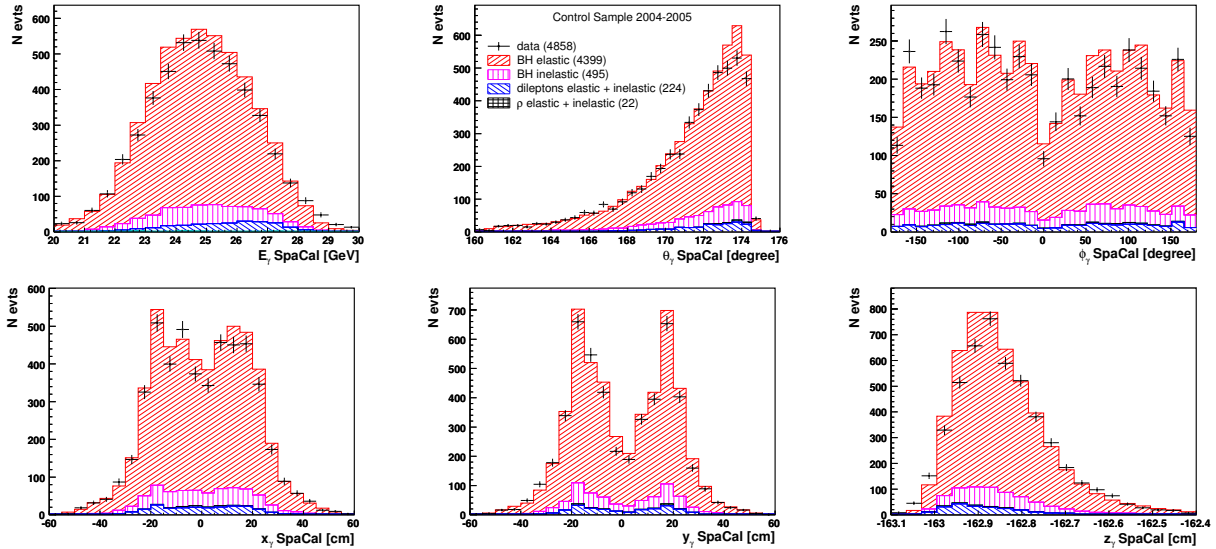 N evts
600
500
400
300
200
100
0
20 21 22 23 24 25 26 27 28 29 30
E_γ SpaCal [GeV]
N evts
600
500
400
300
200
100
0
Control Sample 2004-2005
data (4858)
BH elastic (4399)
BH inelastic (495)
dileptons elastic + inelastic (224)
ρ elastic + inelastic (22)
160 162 164 166 168 170 172 174 176
θ_γ SpaCal [degree]
N evts
250
200
150
100
50
0
-150 -100 -50 0 50 100 150
ϕ_γ SpaCal [degree]
N evts
600
500
400
300
200
100
0
-60 -40 -20 0 20 40 60
x_γ SpaCal [cm]
N evts
700
600
500
400
300
200
100
0
-60 -40 -20 0 20 40 60
y_γ SpaCal [cm]
N evts
800
700
600
500
400
300
200
100
0
-163.1 -163 -162.9 -162.8 -162.7 -162.6 -162.5 -162.4
z_γ SpaCal [cm]